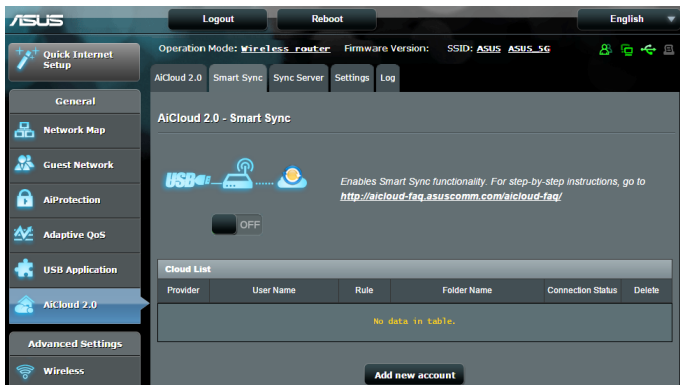 ASUS
Logout
Reboot
English
Quick Internet
Setup
Operation Mode: Wireless router Firmware Version: SSID: ASUS ASUS_5G
AiCloud 2.0 Smart Sync Sync Server Settings Log
General
Network Map
Guest Network
AiProtection
Adaptive QoS
USB Application
AiCloud 2.0
Advanced Settings
Wireless
AiCloud 2.0 - Smart Sync
USB
Enables Smart Sync functionality. For step-by-step instructions, go to
http://aicloud-faq.asuscomm.com/aicloud-faq/
OFF
Cloud List
Provider User Name Rule Folder Name Connection Status Delete
No data in table.
Add new account